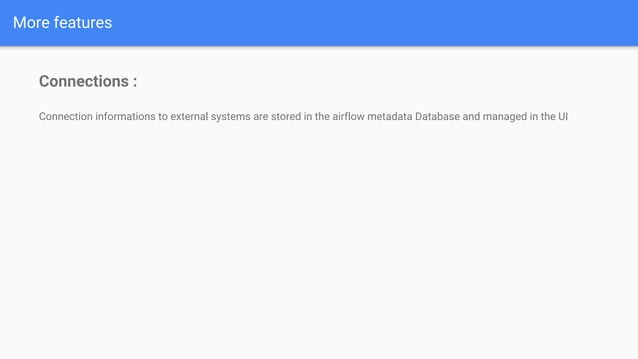 More features
Connections :
Connection informations to external systems are stored in the airflow metadata Database and managed in the UI